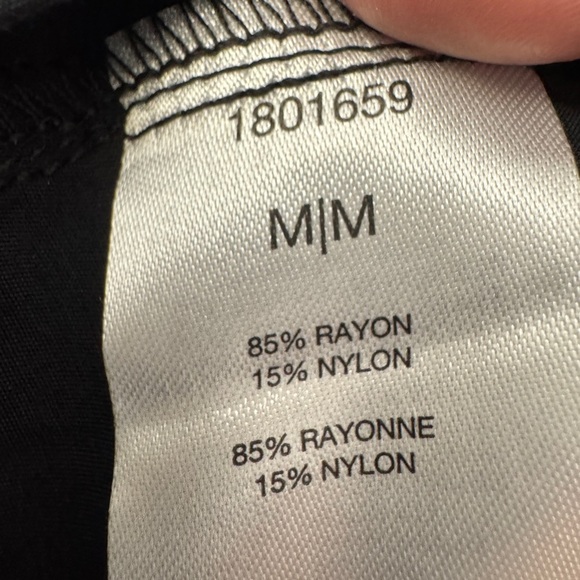 1801659
M|M
85% RAYON
15% NYLON
85% RAYONNE
15% NYLON